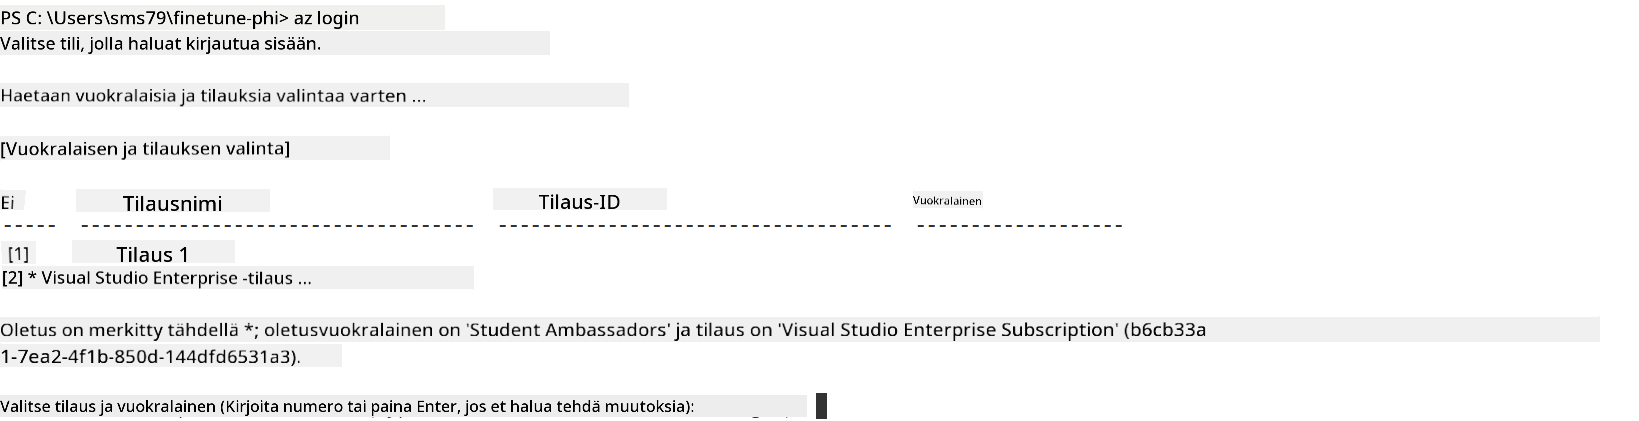 PS C: \Users\sms79\finetune-phi> az login
Valitse tili, jolla haluat kirjautua sisään.
Haetaan vuokralaisia ja tilauksia valintaa varten ...
[Vuokralaisen ja tilauksen valinta]
Ei Tilausnimi Tilaus-ID Vuokralainen
----- ---------------------------------- ---------------------------------- ------------------
[1] Tilaus 1
[2] * Visual Studio Enterprise -tilaus ...
Oletus on merkitty tähdellä *; oletusvuokralainen on 'Student Ambassadors' ja tilaus on 'Visual Studio Enterprise Subscription' (b6cb33a
1-7ea2-4f1b-850d-144dfd6531a3).
Valitse tilaus ja vuokralainen (Kirjoita numero tai paina Enter, jos et halua tehdä muutoksia):